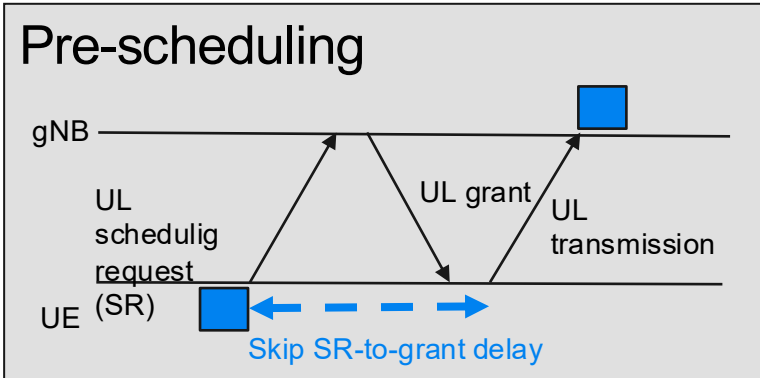 Pre-scheduling
gNB
UL
schedulig
request
(SR)
UL grant
UL
transmission
UE
Skip SR-to-grant delay